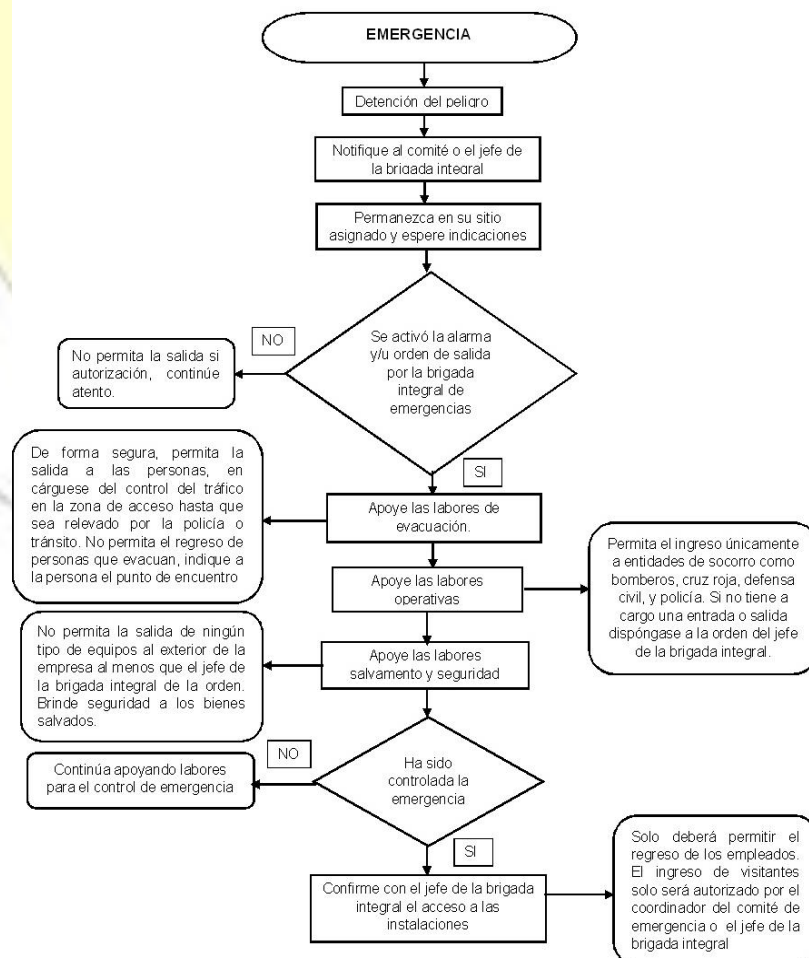 EMERGENCIA
Detención del peligro
Notifique al comité o el jefe de
la brigada integral
Permanezca en su sitio
asignado y espere indicaciones
Se activó la alarma
y/u orden de salida
por la brigada
integral de
emergencias
NO
No permita la salida si
autorización, continúe
atento.
SI
Apoye las labores de
evacuación.
De forma segura, permita la
salida a las personas, en
cárguese del control del tráfico
en la zona de acceso hasta que
sea relevado por la policía o
tránsito. No permita el regreso de
personas que evacuan, indique a
la persona el punto de encuentro
Apoye las labores
operativas
Permita el ingreso únicamente
a entidades de socorro como
bomberos, cruz roja, defensa
civil, y policía. Si no tiene a
cargo una entrada o salida
dispóngase a la orden del jefe
de la brigada integral.
Apoye las labores
salvamento y seguridad
No permita la salida de ningún
tipo de equipos al exterior de la
empresa al menos que el jefe de
la brigada integral de la orden.
Brinde seguridad a los bienes
salvados.
Ha sido
controlada la
emergencia
NO
Continúa apoyando labores
para el control de emergencia
SI
Confirme con el jefe de la brigada
integral el acceso a las
instalaciones
Solo deberá permitir el
regreso de los empleados.
El ingreso de visitantes
solo será autorizado por el
coordinador del comité de
emergencia o el jefe de la
brigada integral